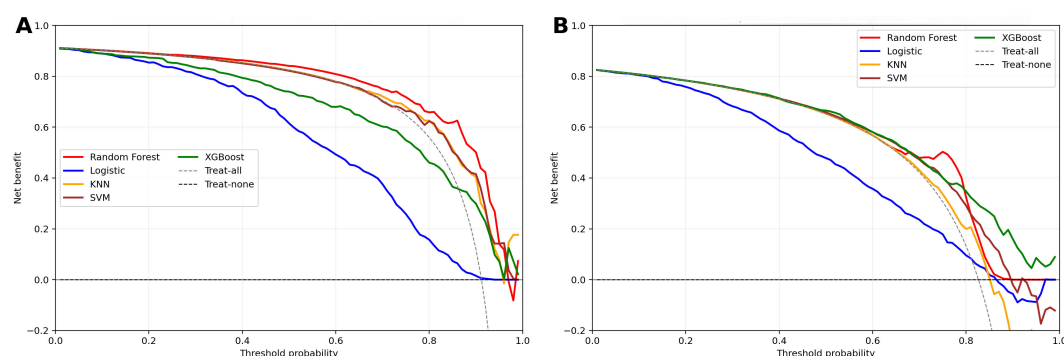 A
Net benefit
1.0
0.8
0.6
0.4
0.2
0.0
−0.2
Random Forest
Logistic
KNN
SVM
XGBoost
Treat-all
Treat-none
0.0 0.2 0.4 0.6 0.8 1.0
Threshold probability
B
Net benefit
1.0
0.8
0.6
0.4
0.2
0.0
−0.2
Random Forest
Logistic
KNN
SVM
XGBoost
Treat-all
Treat-none
0.0 0.2 0.4 0.6 0.8 1.0
Threshold probability